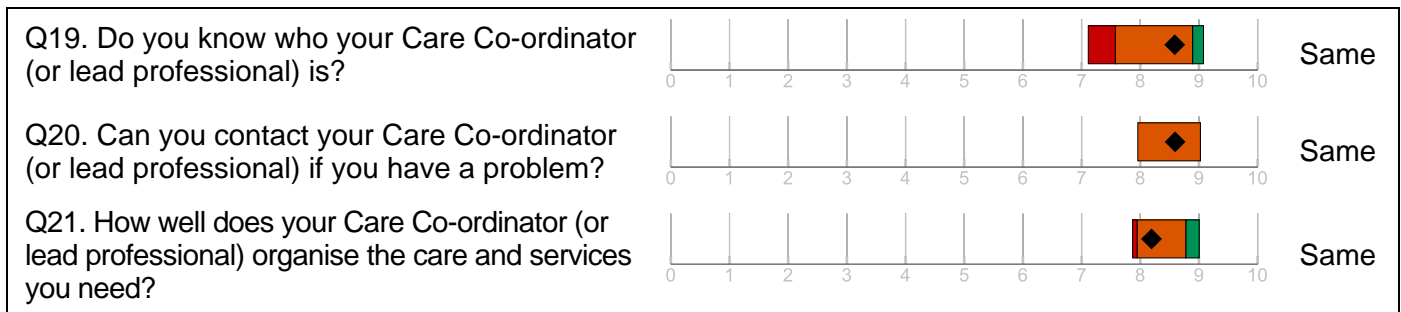 Q19. Do you know who your Care Co-ordinator
(or lead professional) is?
0 1 2 3 4 5 6 7 8 9 10
Same
Q20. Can you contact your Care Co-ordinator
(or lead professional) if you have a problem?
0 1 2 3 4 5 6 7 8 9 10
Same
Q21. How well does your Care Co-ordinator (or
lead professional) organise the care and services
you need?
0 1 2 3 4 5 6 7 8 9 10
Same